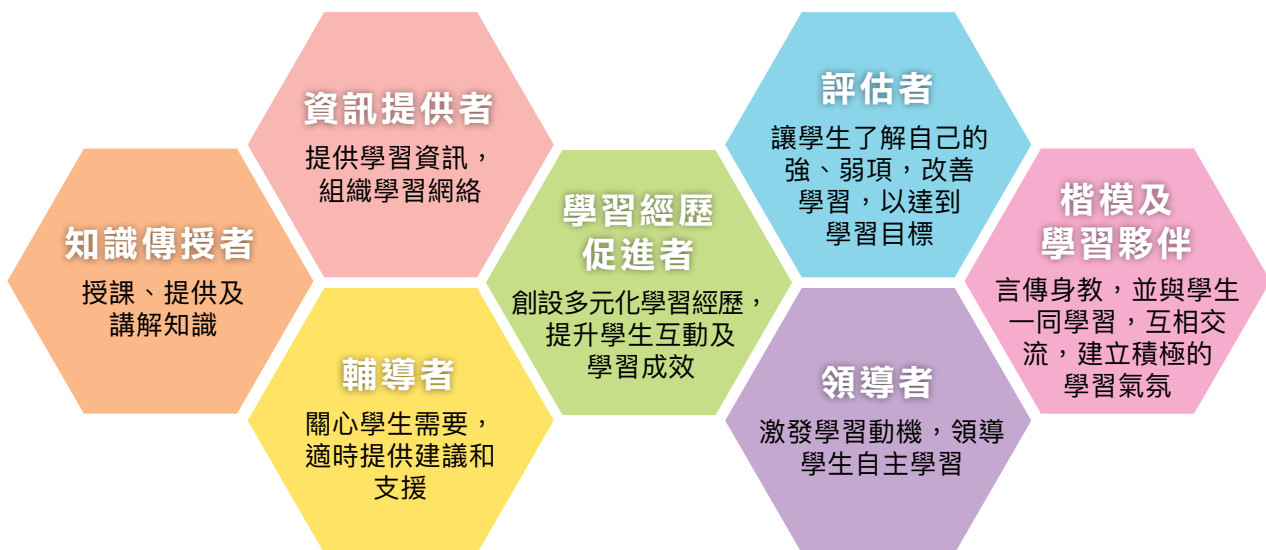 知識傳授者
授課、提供及
講解知識
資訊提供者
提供學習資訊，
組織學習網絡
輔導者
關心學生需要，
適時提供建議和
支援
學習經歷
促進者
創設多元化學習經歷，
提升學生互動及
學習成效
評估者
讓學生了解自己的
強、弱項，改善
學習，以達到
學習目標
領導者
激發學習動機，領導
學生自主學習
楷模及
學習夥伴
言傳身教，並與學生
一同學習，互相交
流，建立積極的
學習氣氛